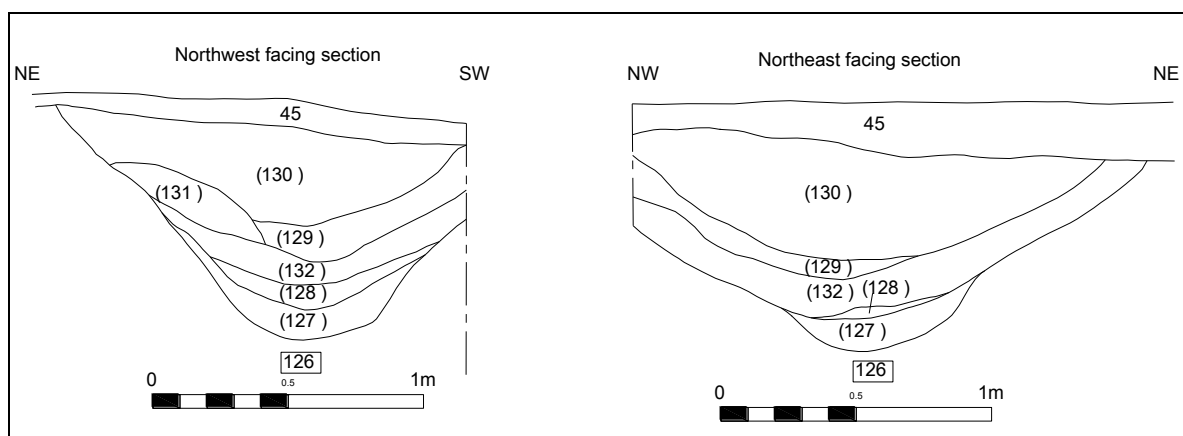 Northwest facing section
NE
SW
45
(130 )
(131 )
(129 )
(132 )
(128 )
(127 )
126
0
0.5
1m
Northeast facing section
NW
NE
45
(130 )
(129 )
(132 )
(128 )
(127 )
126
0
0.5
1m